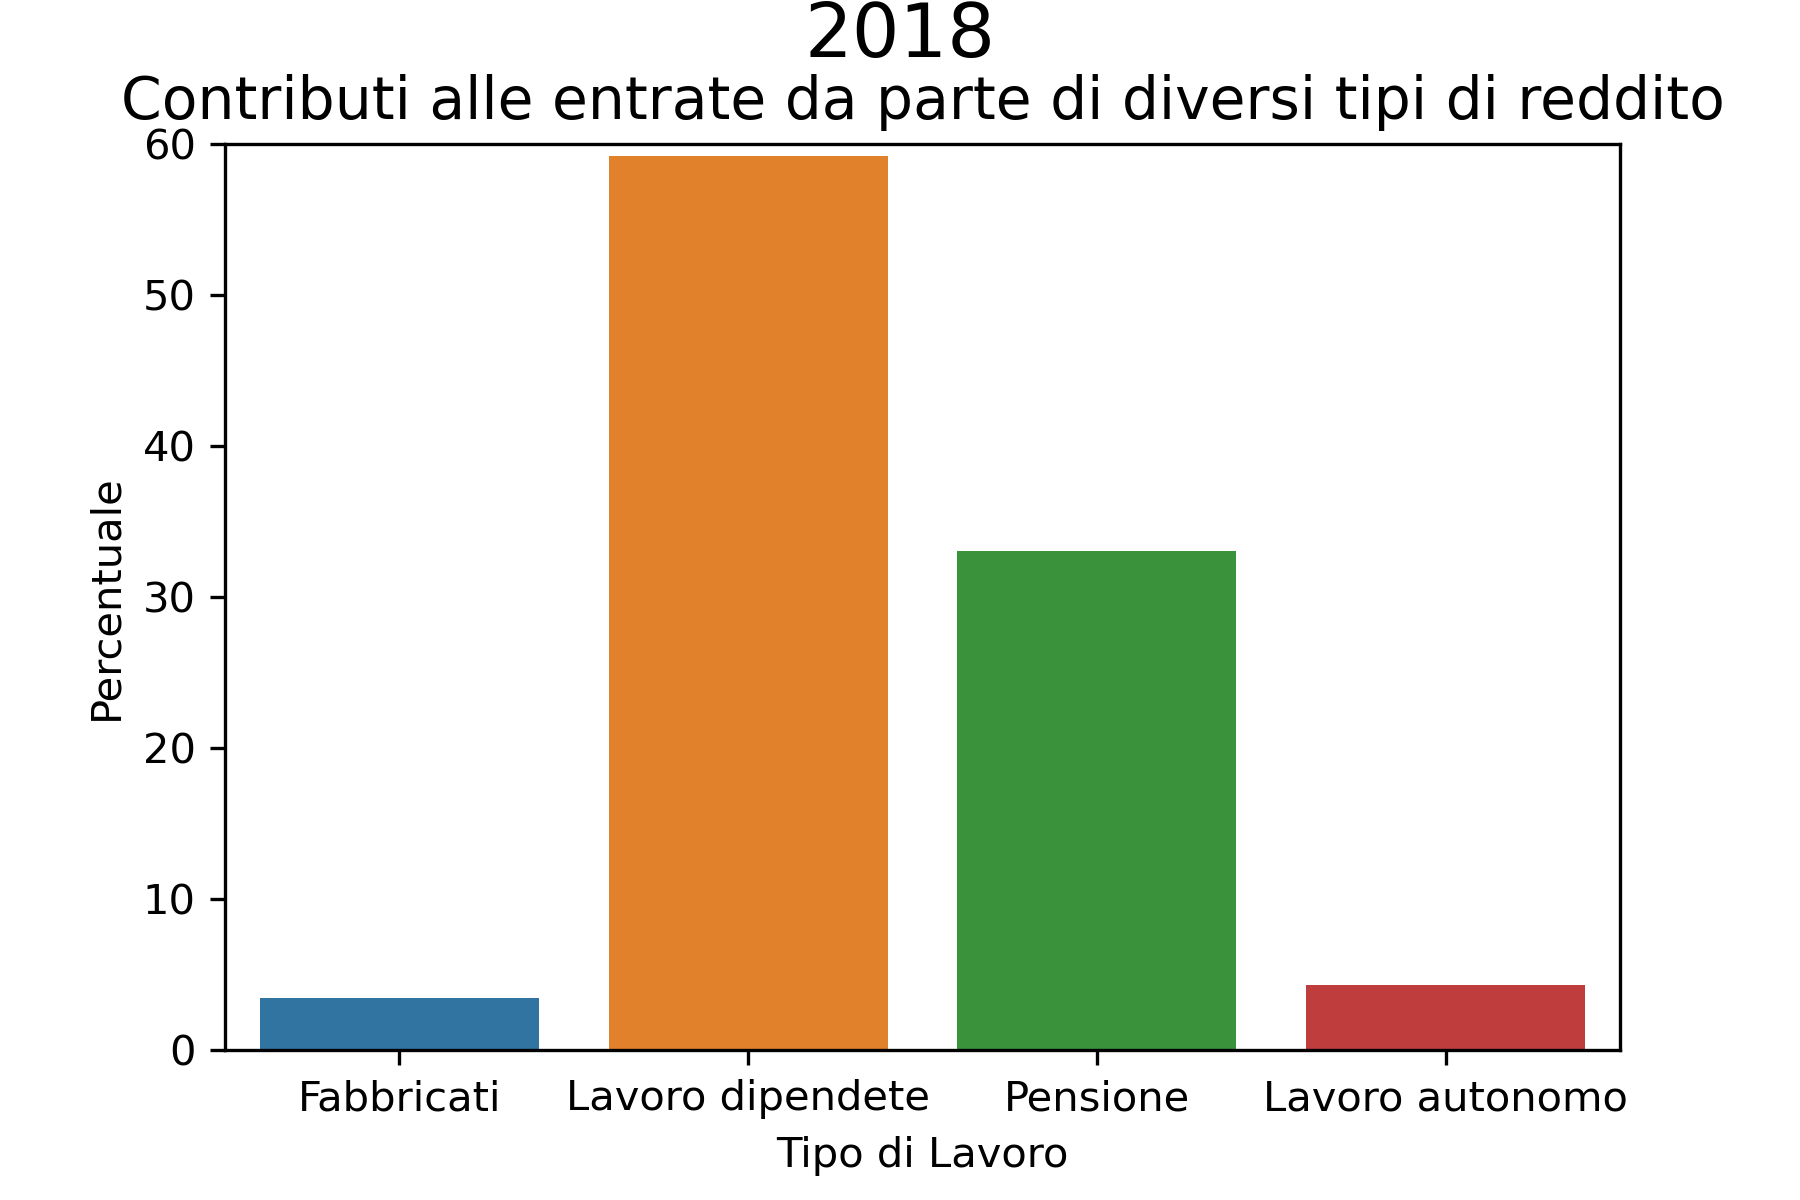 2018
Contributi alle entrate da parte di diversi tipi di reddito
60
50
40
30
20
10
0
Percentuale
Fabbricati Lavoro dipendete Pensione Lavoro autonomo
Tipo di Lavoro